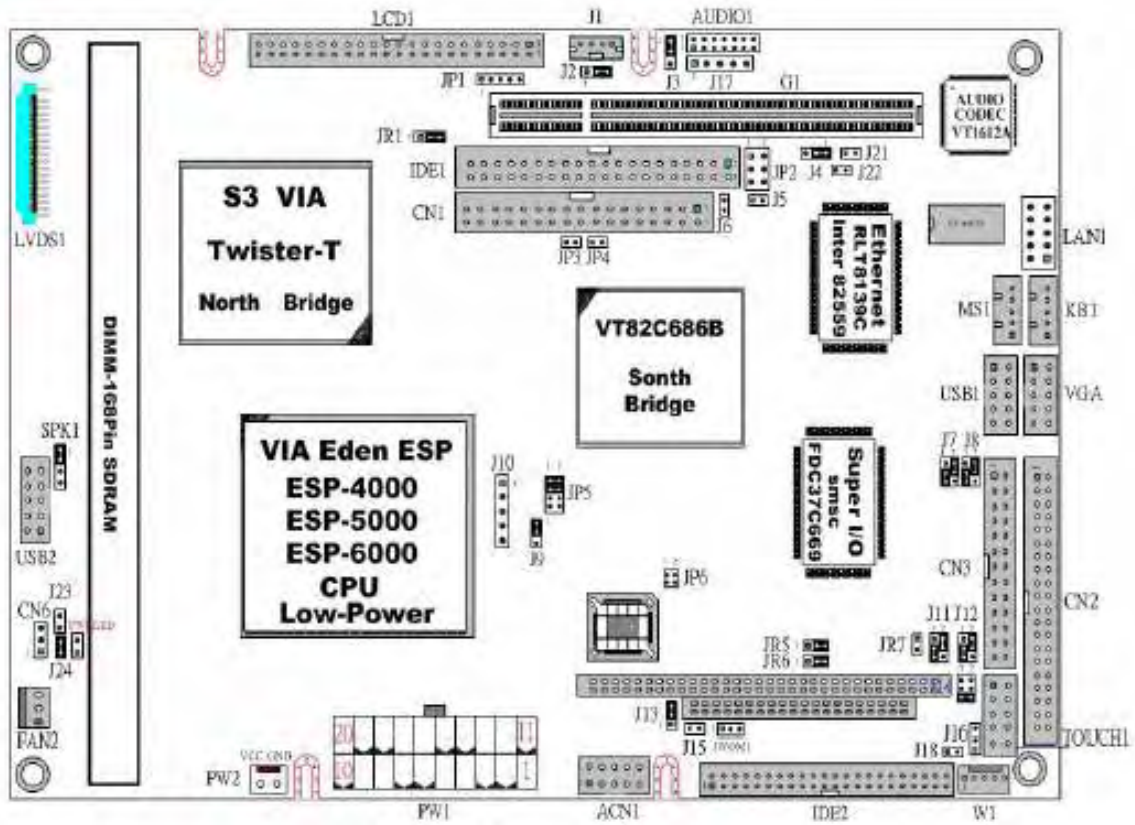 LCD1
J1
AUDIO1
JP1
J2
J3
J17
G1
AUDIO
CODEC
VT1612A
JR1
IDE1
JP2
J4
J21
J22
J5
CN1
J6
JP3
JP4
LVDS1
S3 VIA
Twister-T
North Bridge
Ethernet
RLT8139C
Inter 82559
LAN1
MS1
KB1
VT82C686B
Sonth
Bridge
DIMM-168Pin SDRAM
USB1
VGA
SPK1
USB2
VIA Eden ESP
ESP-4000
ESP-5000
ESP-6000
CPU
Low-Power
J10
JP5
J9
Super I/O
smsc
FDC37C669
J7
J8
CN3
CN2
JP6
J23
CN6
J24
J11
J12
JR5
JR6
JR7
J13
J15
J16
J18
TOUCH1
FAN2
20
11
10
1
VCC GND
PW2
PW1
ACN1
IDE2
W1